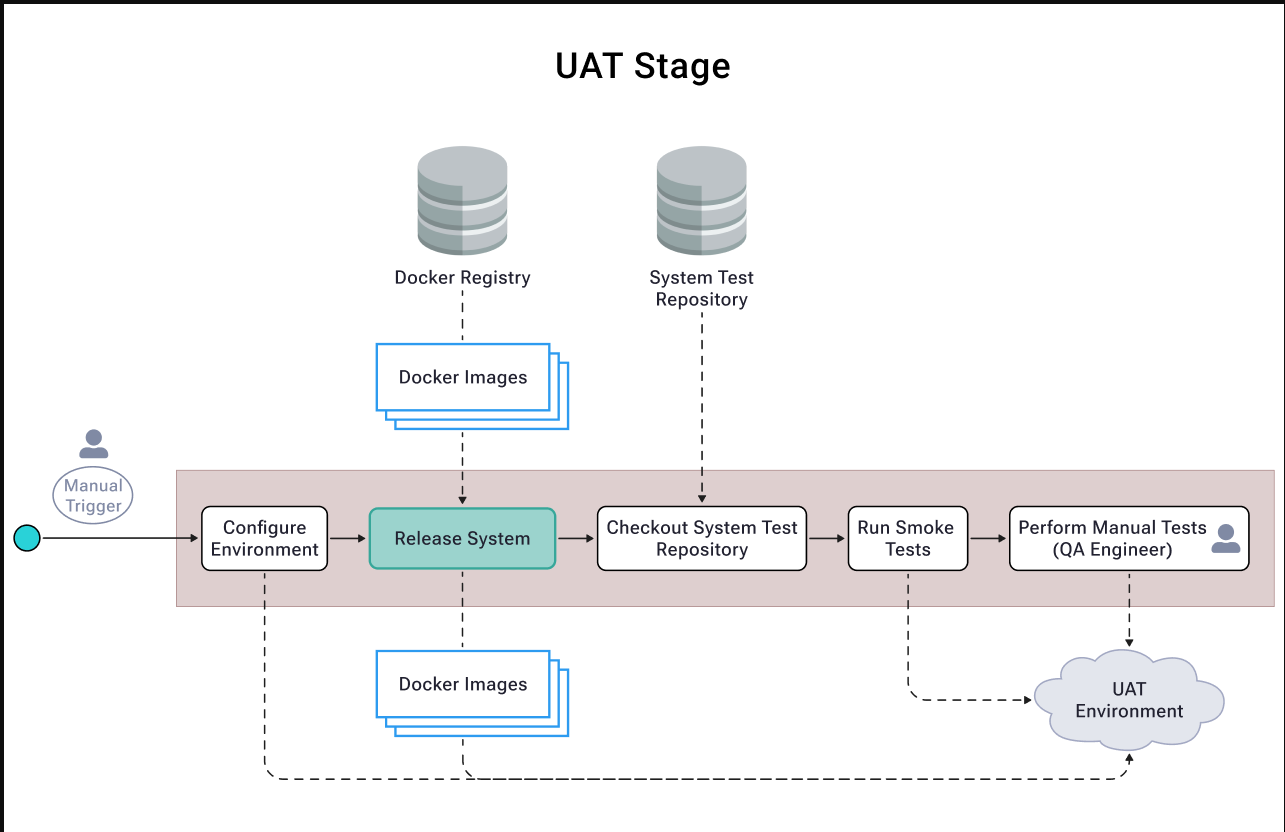 UAT Stage
Docker Registry
System Test
Repository
Docker Images
Manual
Trigger
Configure
Environment
Release System
Checkout System Test
Repository
Run Smoke
Tests
Perform Manual Tests
(QA Engineer)
Docker Images
UAT
Environment